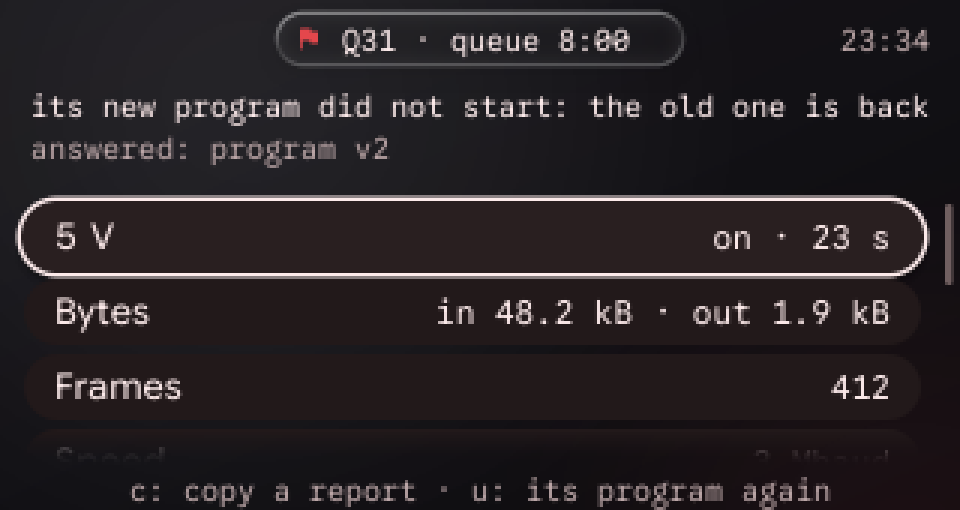 Q31 · queue 8:00
23:34
its new program did not start: the old one is back
answered: program v2
5 V on · 23 s
Bytes in 48.2 kB · out 1.9 kB
Frames 412
Speed
c: copy a report · u: its program again